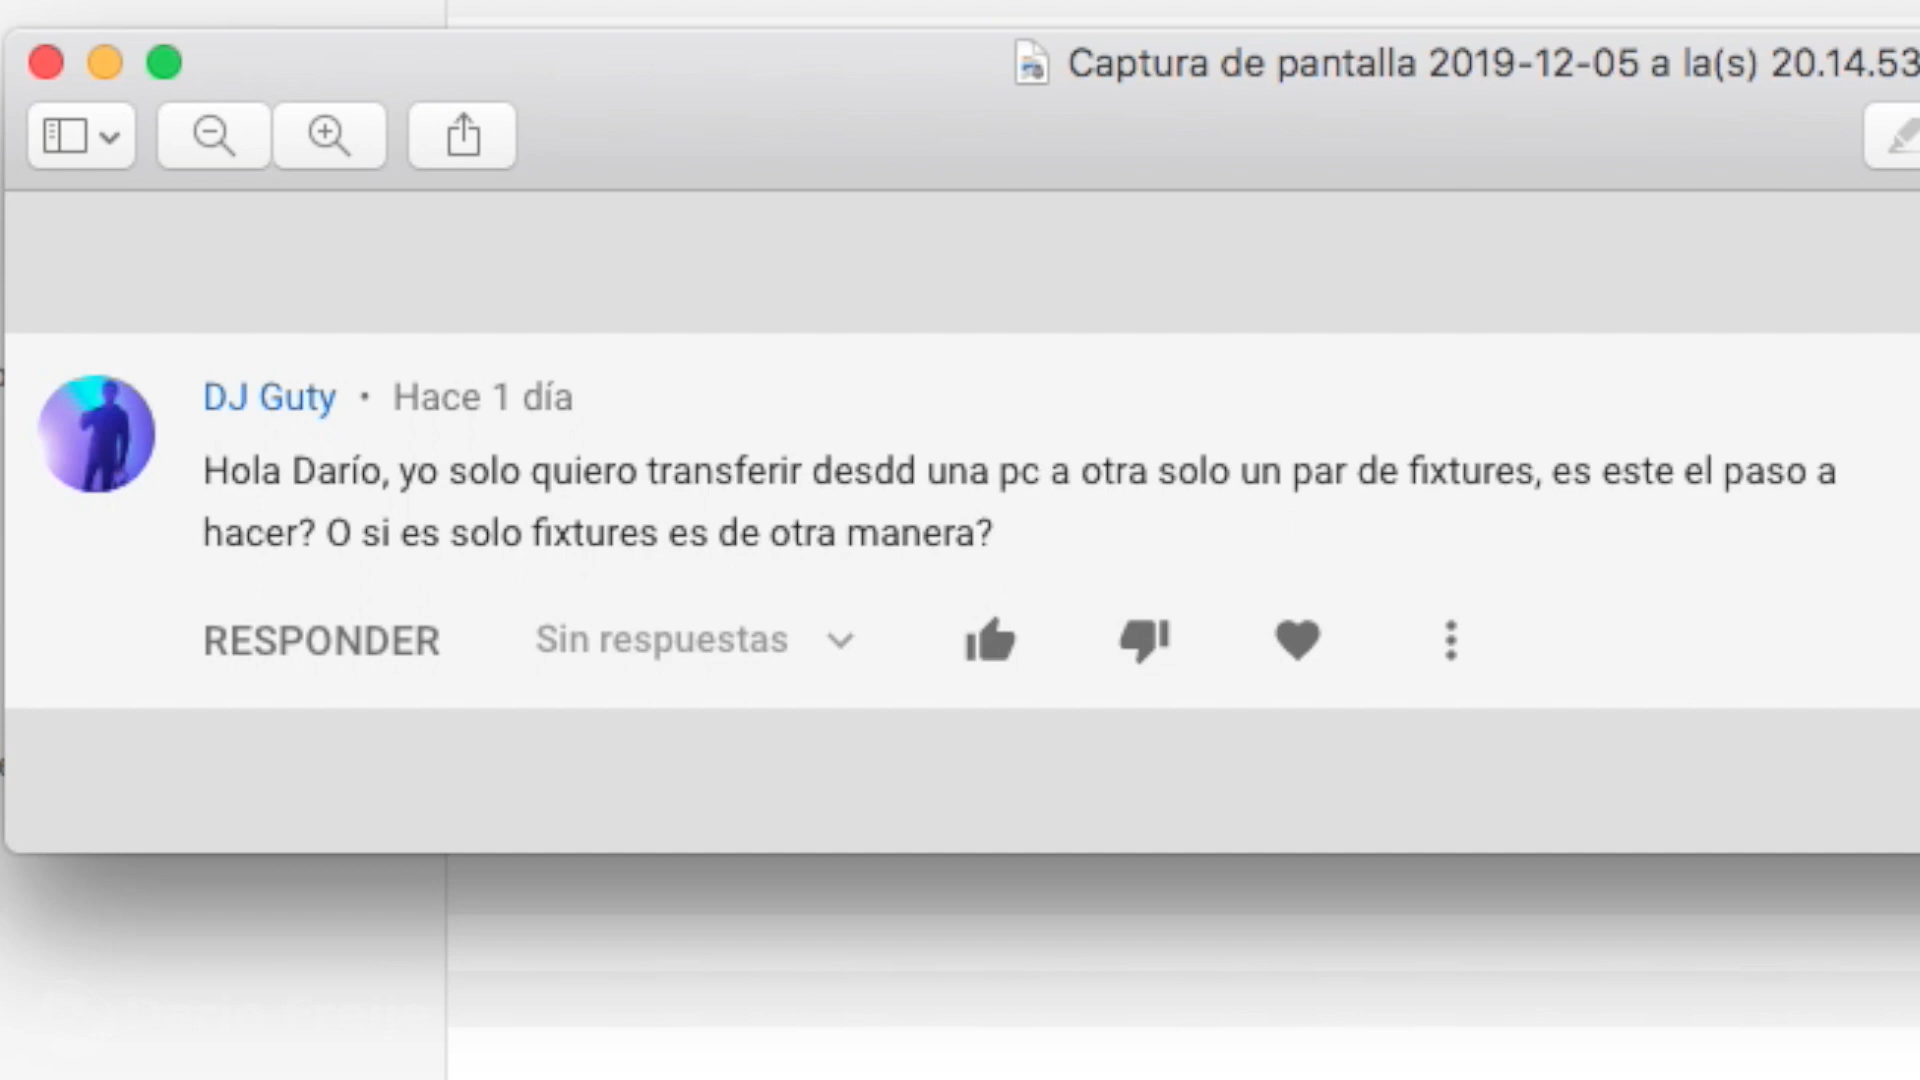 Captura de pantalla 2019-12-05 a la(s) 20.14.53
DJ Guty • Hace 1 día
Hola Darío, yo solo quiero transferir desdd una pc a otra solo un par de fixtures, es este el paso a
hacer? O si es solo fixtures es de otra manera?
RESPONDER Sin respuestas